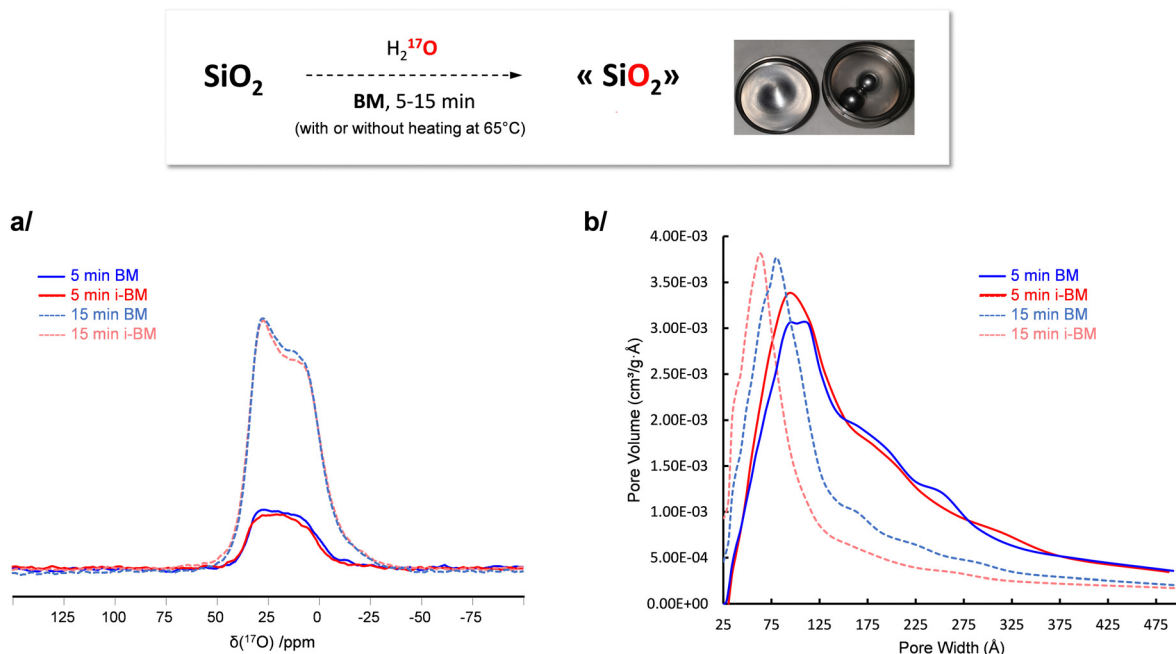 SiO₂
H₂¹⁷O
BM, 5-15 min
(with or without heating at 65°C)
« SiO₂»
a/
5 min BM
5 min i-BM
15 min BM
15 min i-BM
125 100 75 50 25 0 -25 -50 -75
δ(¹⁷O) /ppm
b/
Pore Volume (cm³/g·Å)
4.00E-03
3.50E-03
3.00E-03
2.50E-03
2.00E-03
1.50E-03
1.00E-03
5.00E-04
0.00E+00
5 min BM
5 min i-BM
15 min BM
15 min i-BM
25 75 125 175 225 275 325 375 425 475
Pore Width (Å)